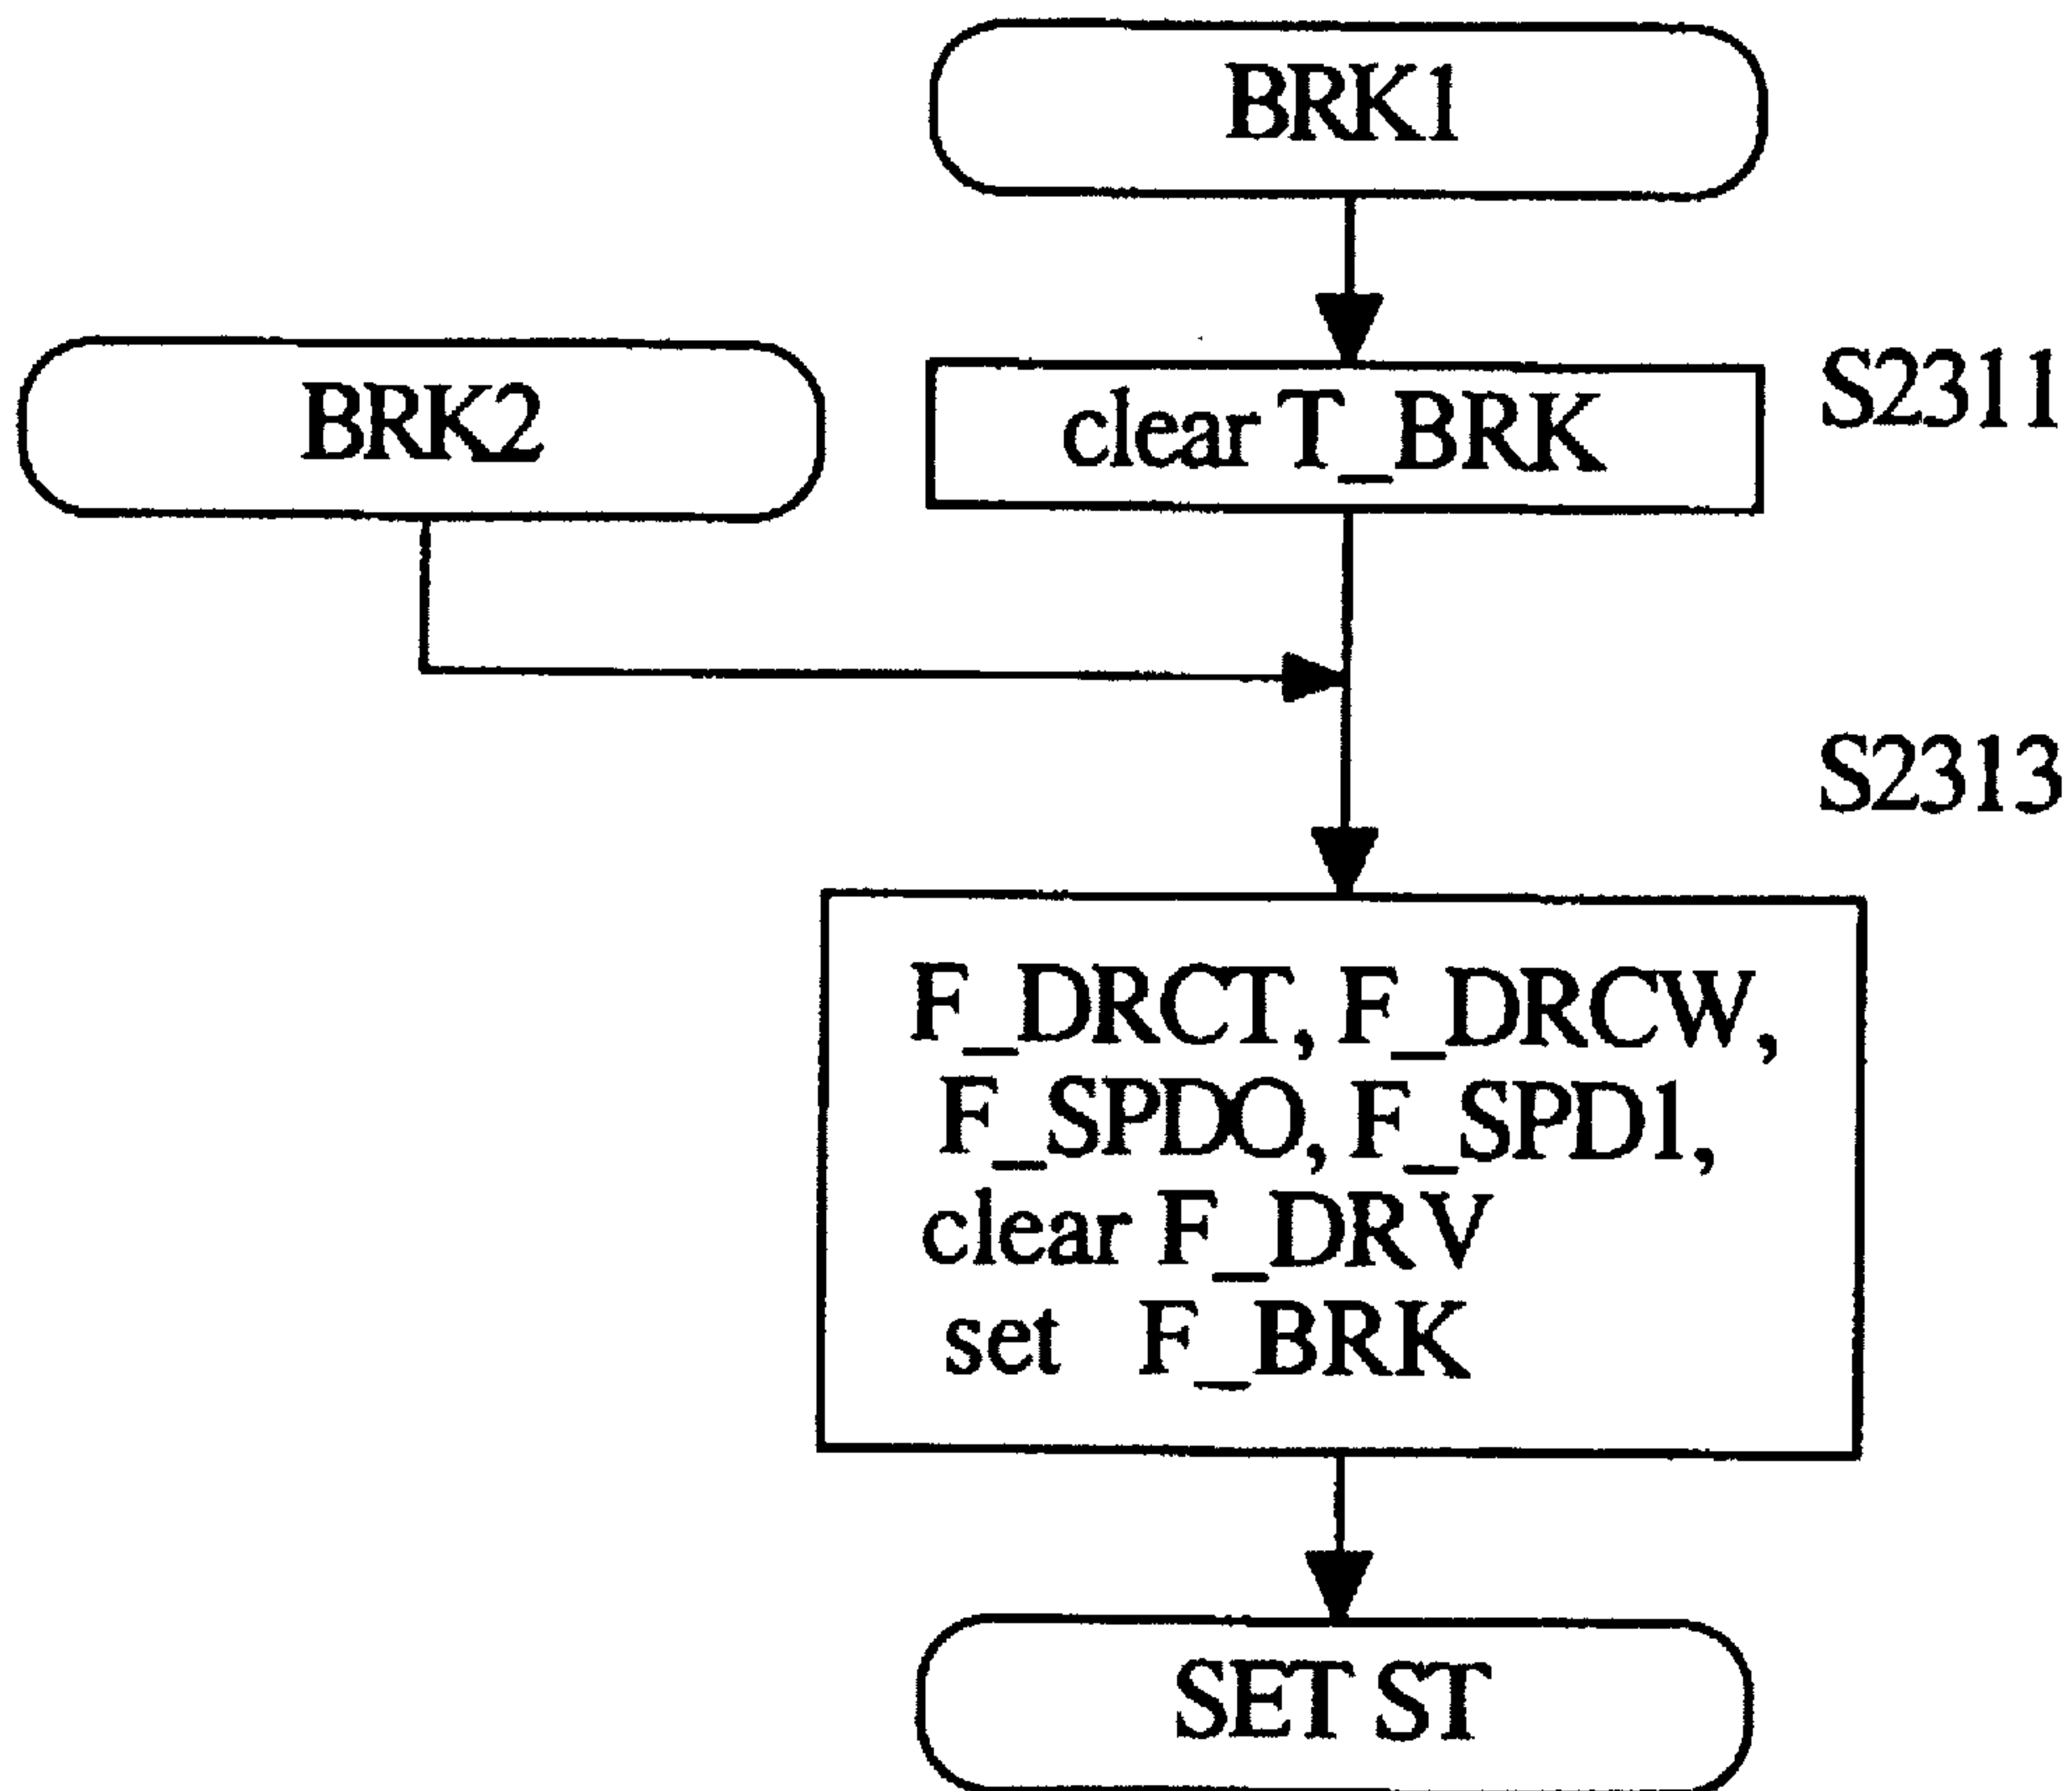 BRK1
BRK2
clear T_BRK
S2311
S2313
F_DRCT, F_DRCW,
F_SPDO, F_SPD1,
clear F_DRV
set F_BRK
SET ST